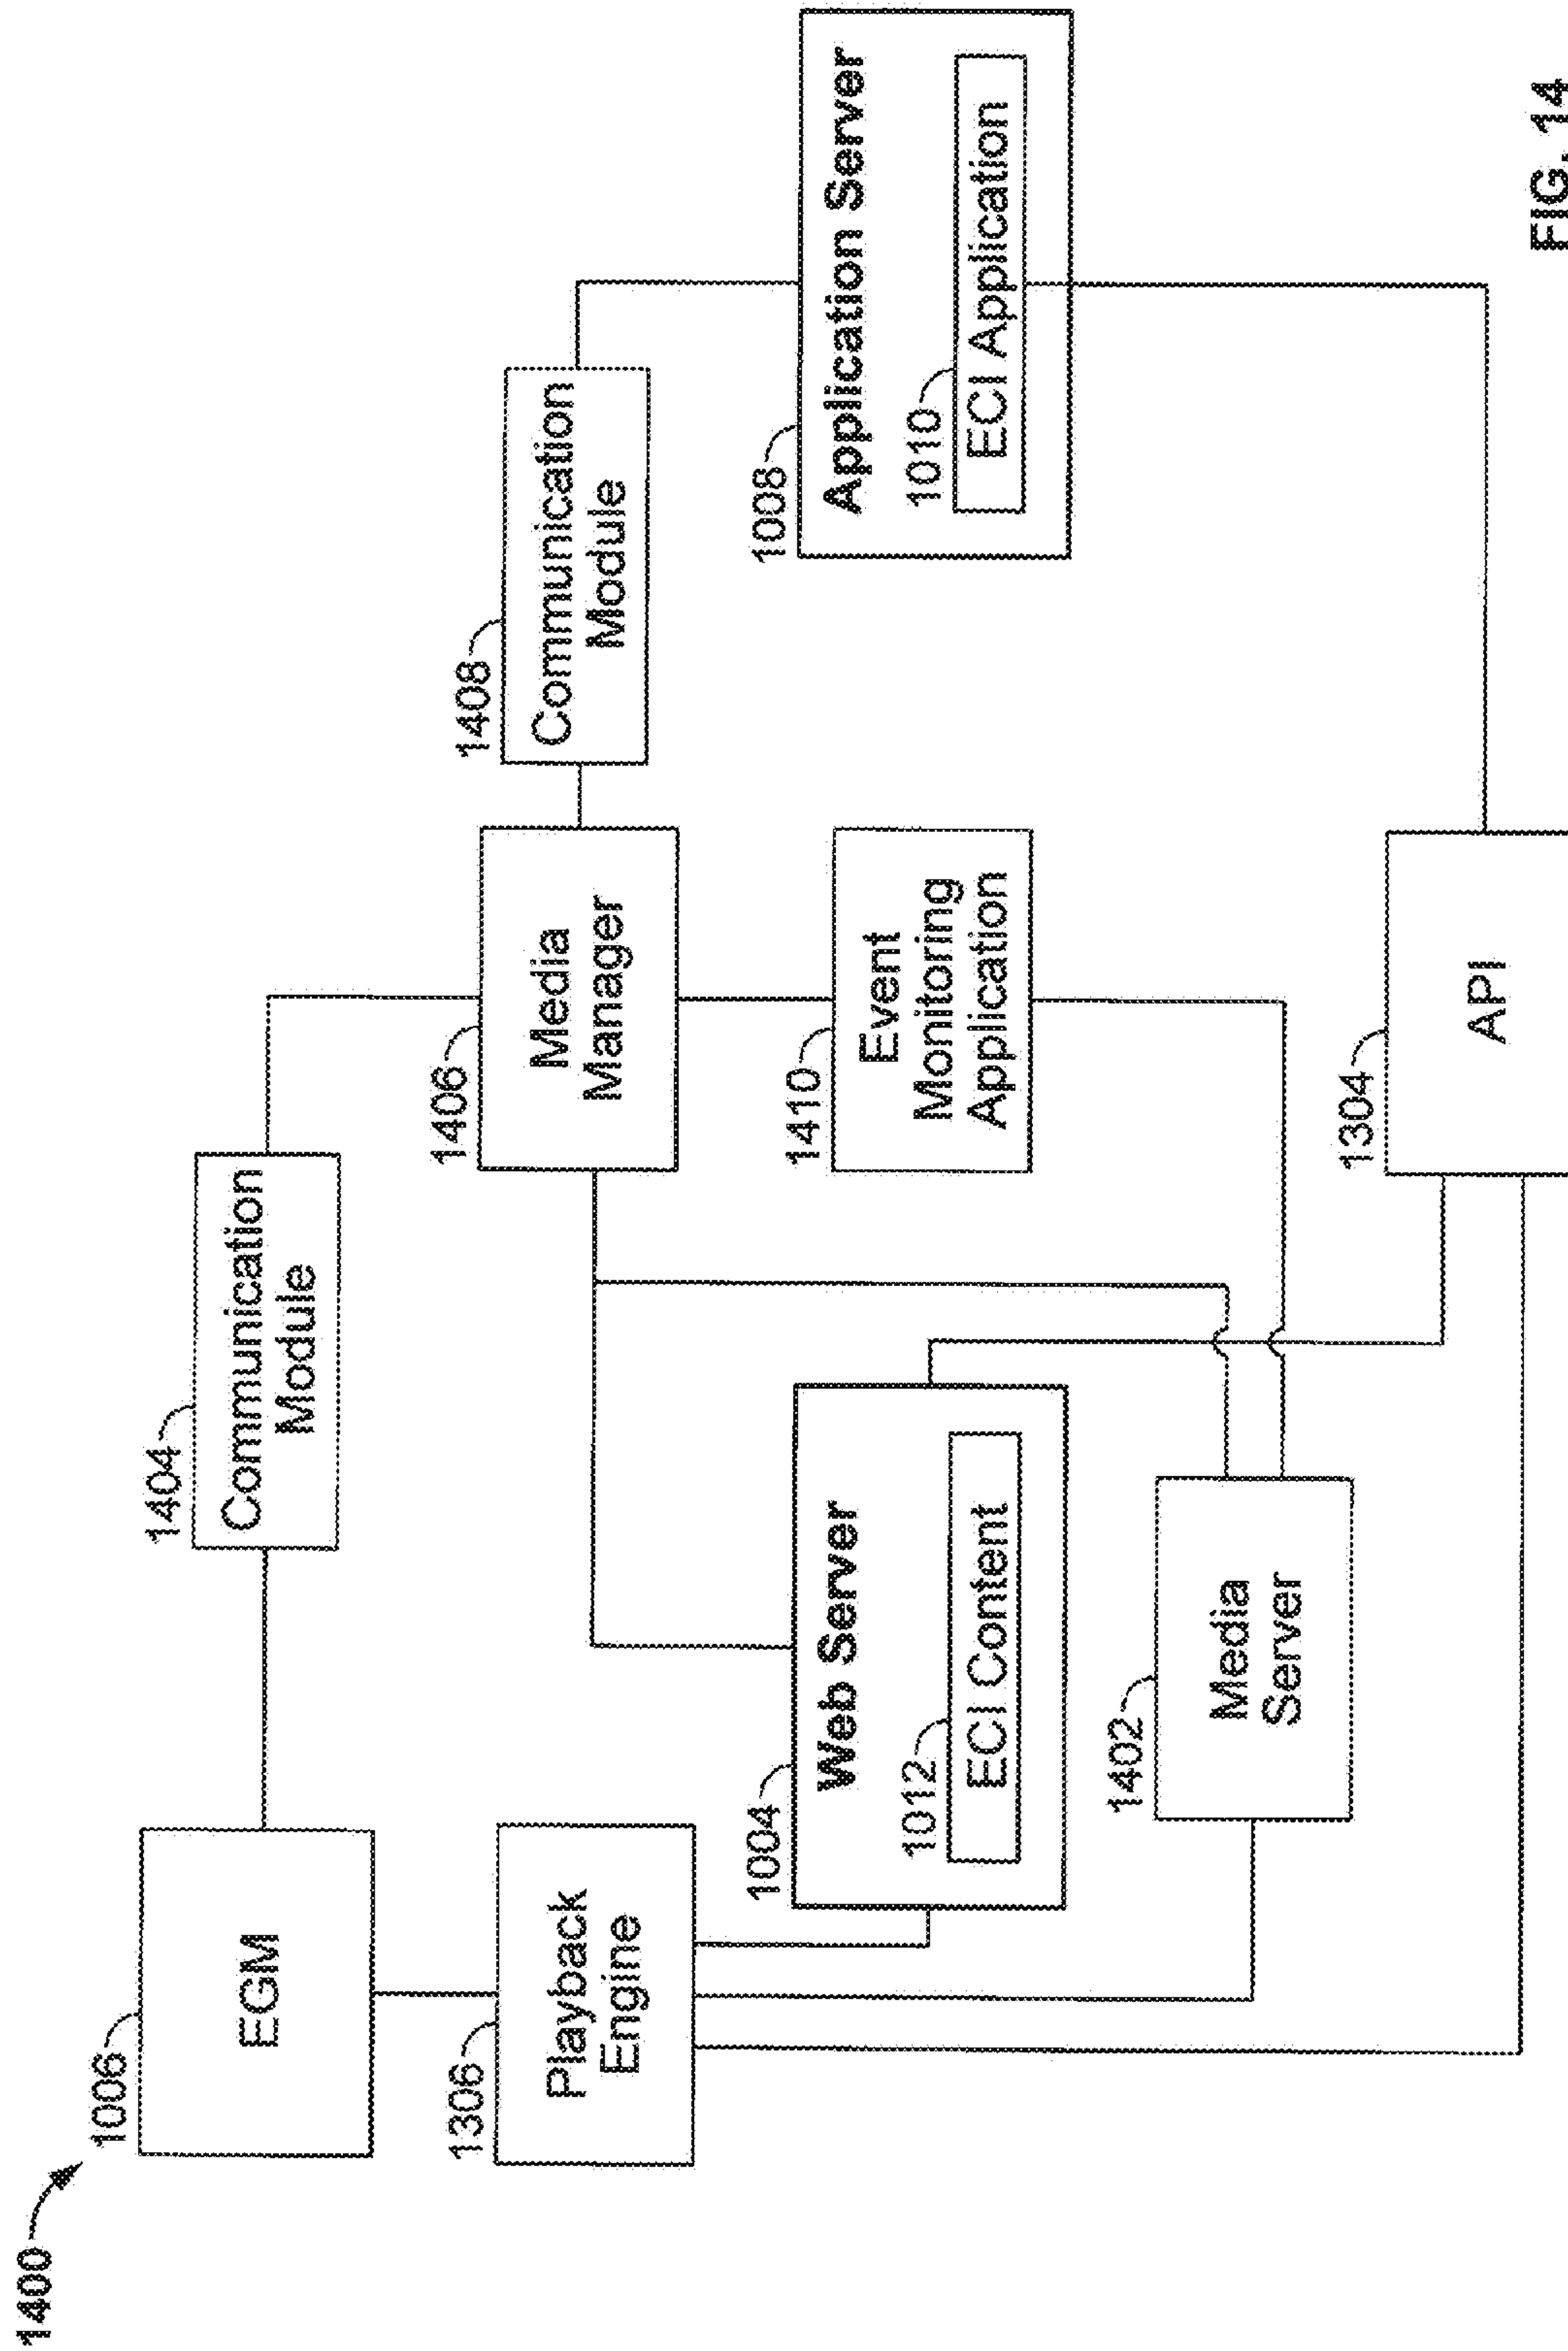 1400
1006
EGM
1404
Communication
Module
1306
Playback
Engine
1406
Media
Manager
1408
Communication
Module
1004
Web Server
1012
ECI Content
1410
Event
Monitoring
Application
1008
Application Server
1010
ECI Application
1402
Media
Server
1304
API
FIG. 14